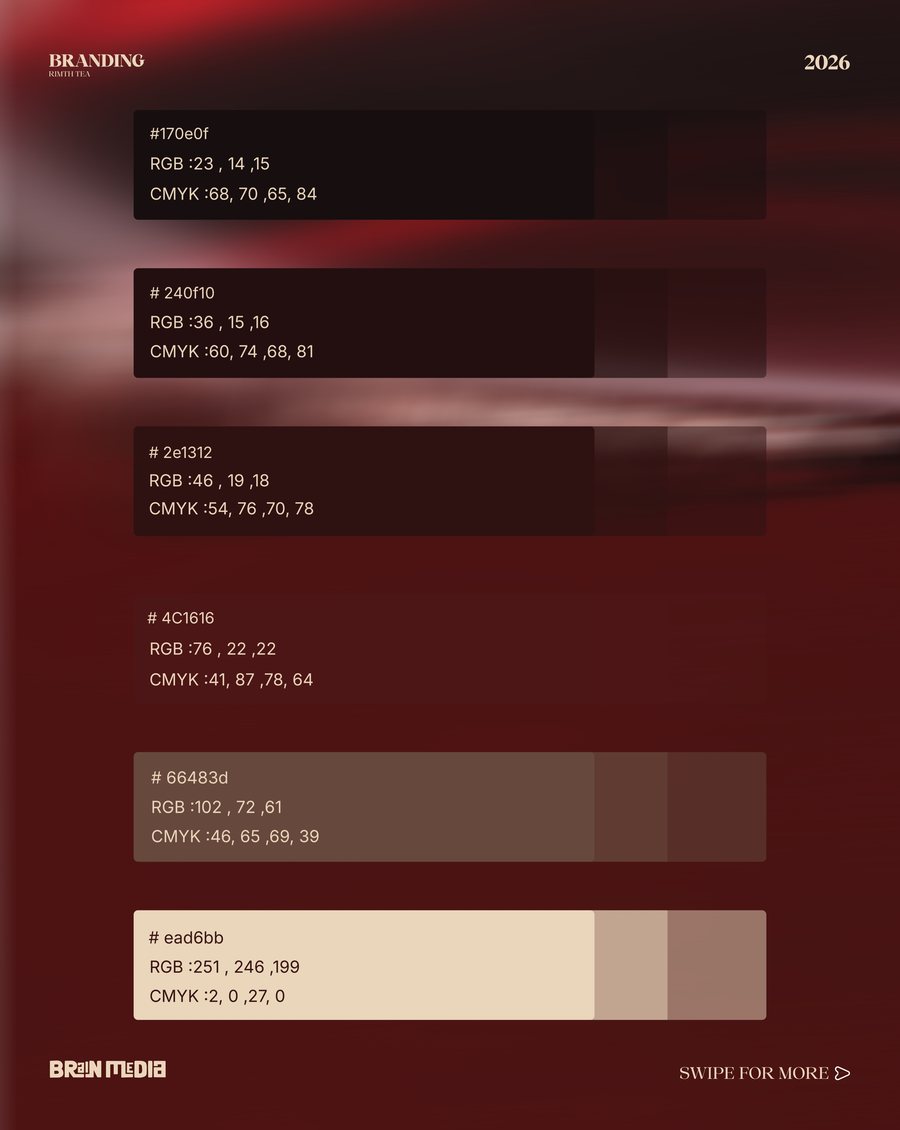 BRANDING
RIMTH TEA
2026
#170e0f
RGB :23 , 14 ,15
CMYK :68, 70 ,65, 84
# 240f10
RGB :36 , 15 ,16
CMYK :60, 74 ,68, 81
# 2e1312
RGB :46 , 19 ,18
CMYK :54, 76 ,70, 78
# 4C1616
RGB :76 , 22 ,22
CMYK :41, 87 ,78, 64
# 66483d
RGB :102 , 72 ,61
CMYK :46, 65 ,69, 39
# ead6bb
RGB :251 , 246 ,199
CMYK :2, 0 ,27, 0
BRaIN MEDIa
SWIPE FOR MORE